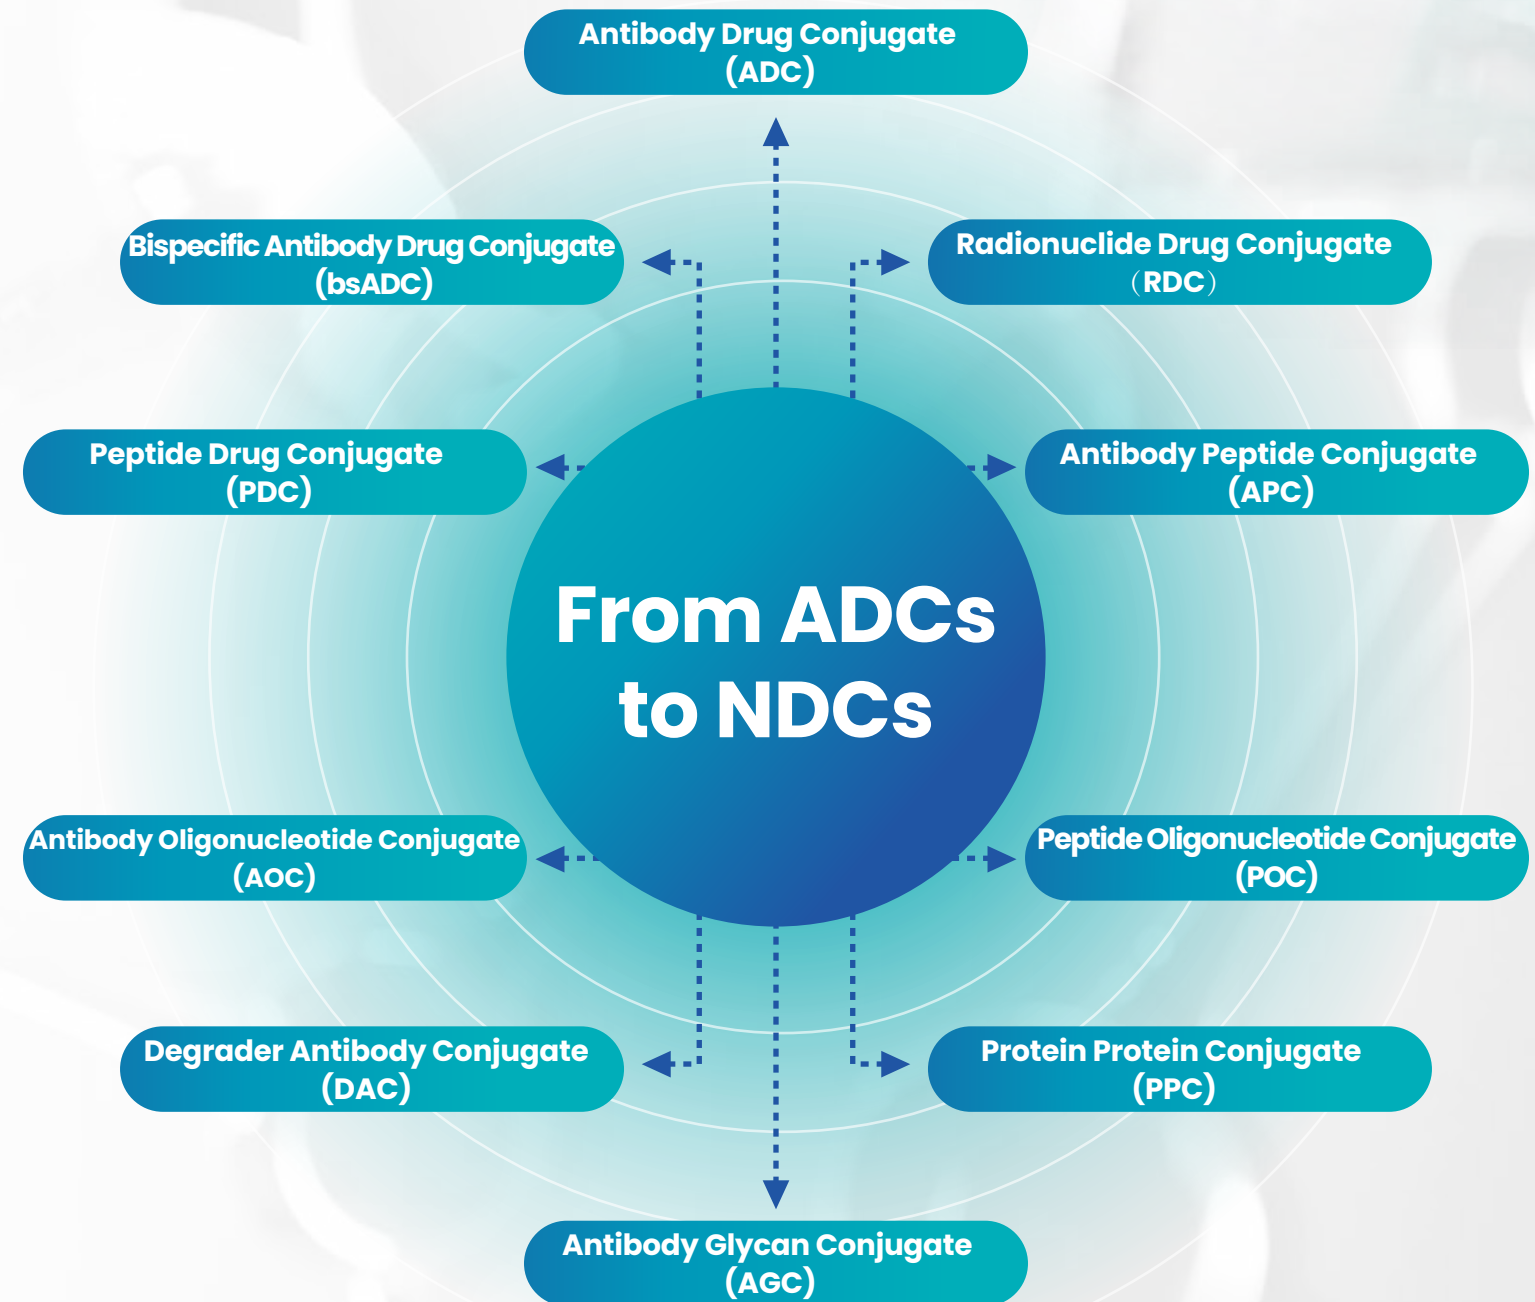 Antibody Drug Conjugate
(ADC)
Bispecific Antibody Drug Conjugate
(bsADC)
Radionuclide Drug Conjugate
（RDC）
Peptide Drug Conjugate
(PDC)
Antibody Peptide Conjugate
(APC)
From ADCs
to NDCs
Antibody Oligonucleotide Conjugate
(AOC)
Peptide Oligonucleotide Conjugate
(POC)
Degrader Antibody Conjugate
(DAC)
Protein Protein Conjugate
(PPC)
Antibody Glycan Conjugate
(AGC)